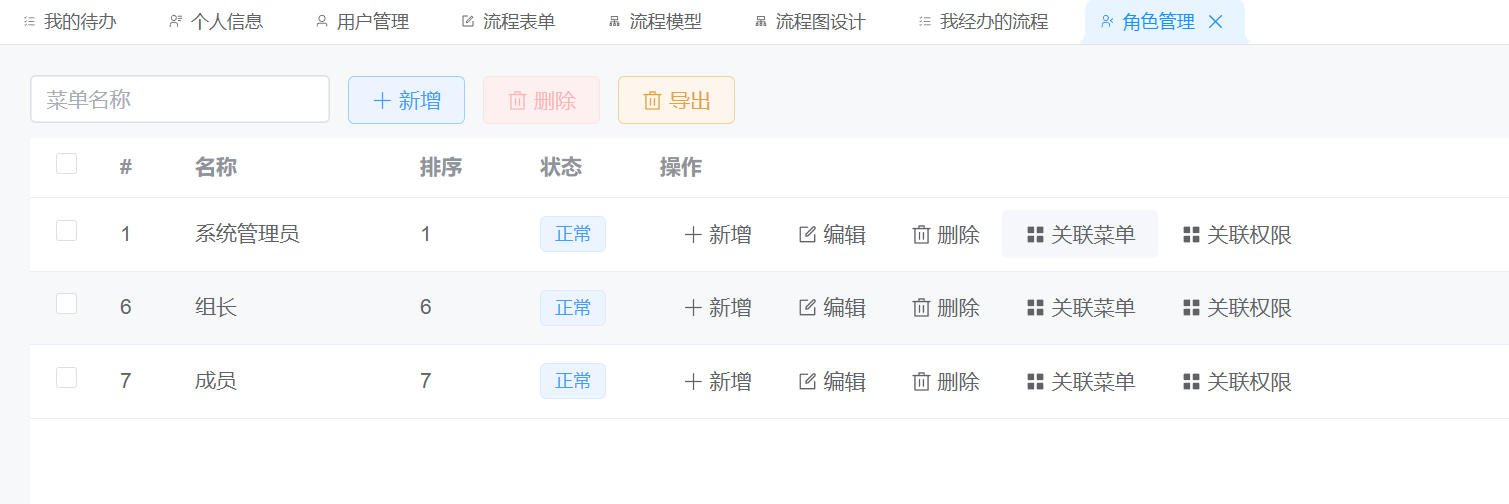 我的待办 个人信息 用户管理 流程表单 流程模型 流程图设计 我经办的流程 角色管理
菜单名称 新增 删除 导出
# 名称 排序 状态 操作
1 系统管理员 1 正常 新增 编辑 删除 关联菜单 关联权限
6 组长 6 正常 新增 编辑 删除 关联菜单 关联权限
7 成员 7 正常 新增 编辑 删除 关联菜单 关联权限